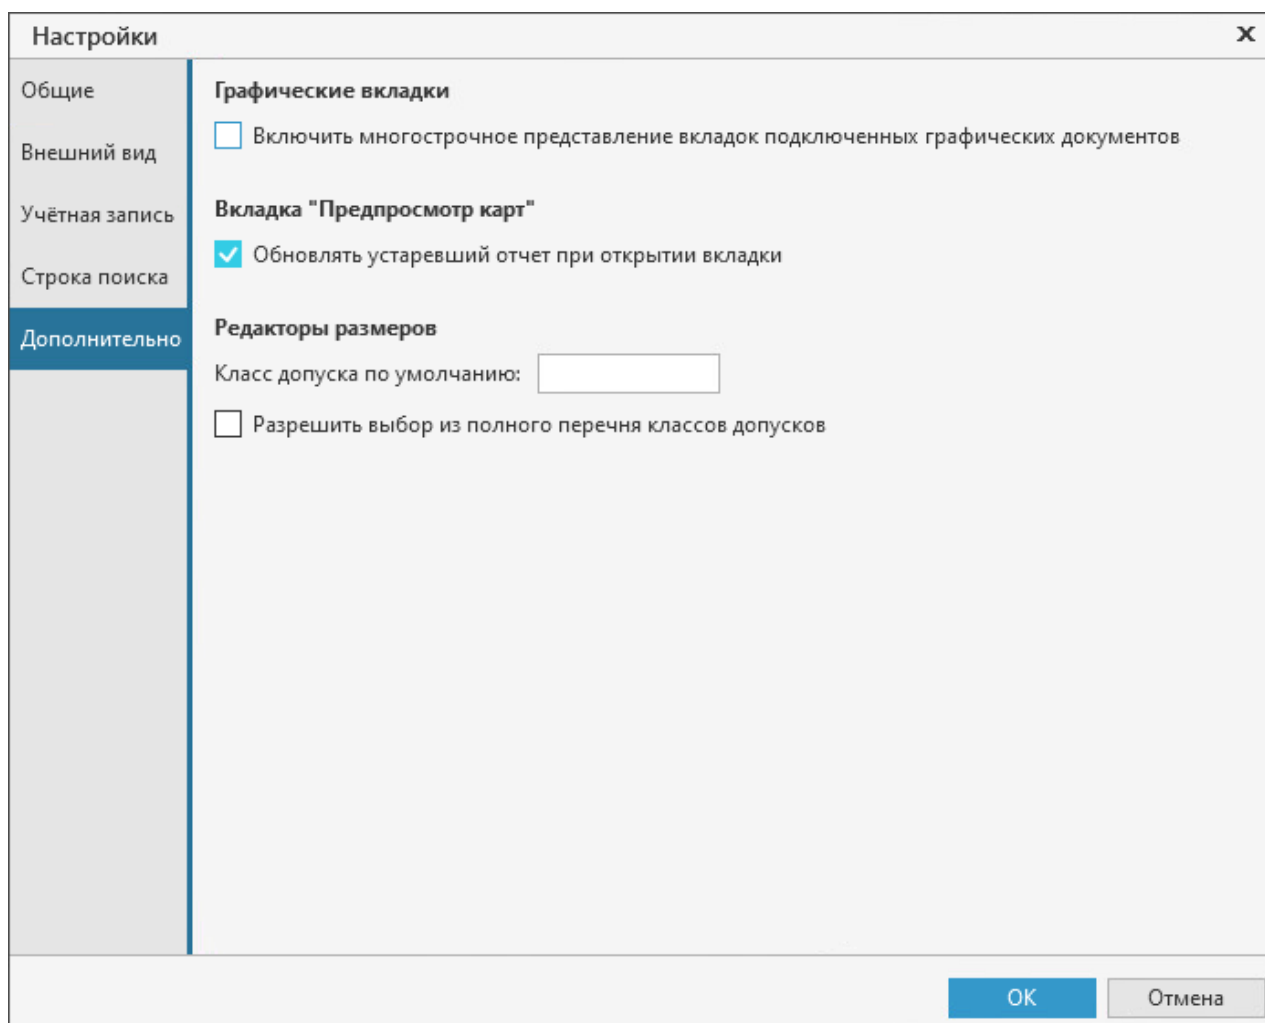 Настройки
Общие
Внешний вид
Учётная запись
Строка поиска
Дополнительно
Графические вкладки
Включить многострочное представление вкладок подключенных графических документов
Вкладка "Предпросмотр карт"
Обновлять устаревший отчет при открытии вкладки
Редакторы размеров
Класс допуска по умолчанию:
Разрешить выбор из полного перечня классов допусков
ОК Отмена